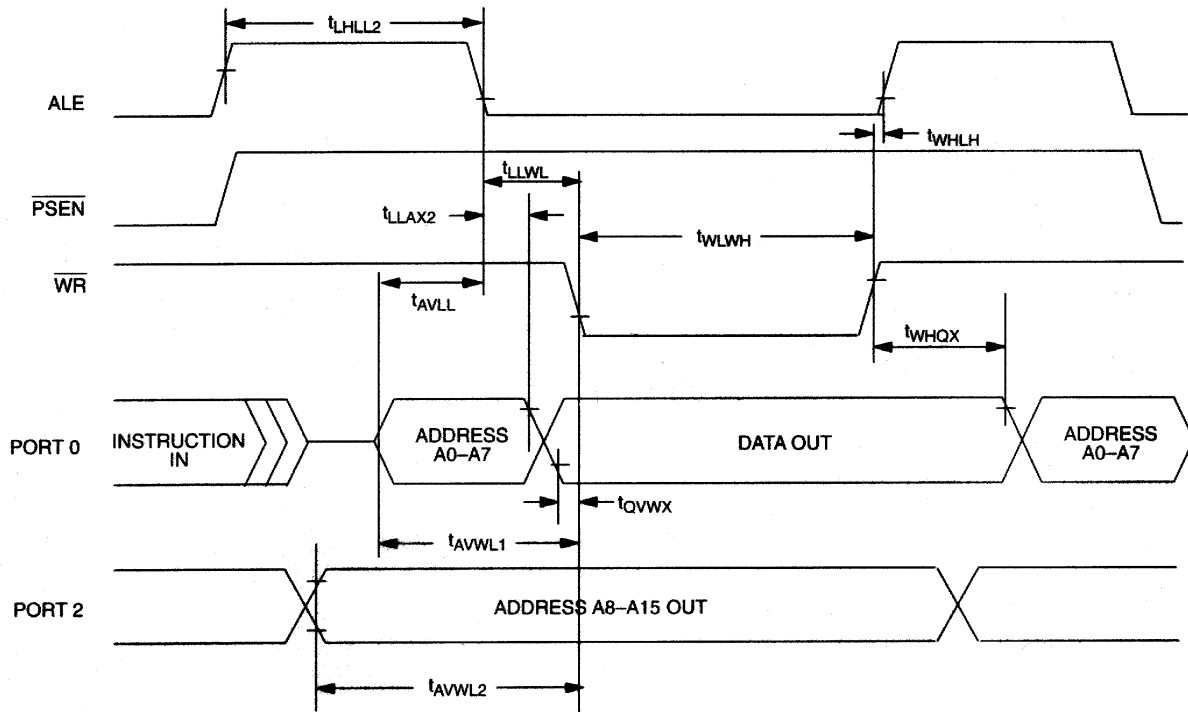 tLHLL2
ALE
tWHLH
tLLWL
PSEN
tLLAX2
tWLWH
WR
tAVLL
tWHQX
PORT 0
INSTRUCTION
IN
ADDRESS
A0–A7
DATA OUT
ADDRESS
A0–A7
tQVWX
tAVWL1
PORT 2
ADDRESS A8–A15 OUT
tAVWL2